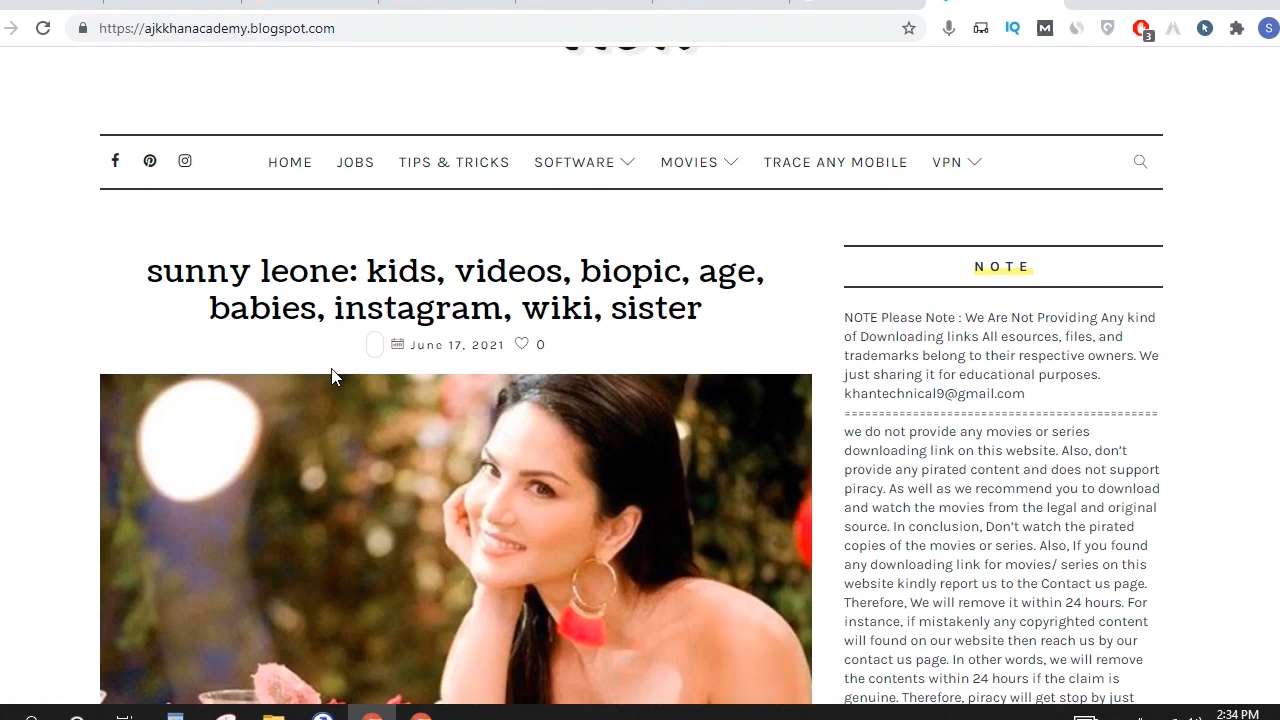 https://ajkkhanacademy.blogspot.com
3
S
HOME JOBS TIPS & TRICKS SOFTWARE MOVIES TRACE ANY MOBILE VPN
sunny leone: kids, videos, biopic, age,
babies, instagram, wiki, sister
June 17, 2021 0
NOTE
NOTE Please Note : We Are Not Providing Any kind
of Downloading links All esources, files, and
trademarks belong to their respective owners. We
just sharing it for educational purposes.
khantechnical9@gmail.com
==============================================
we do not provide any movies or series
downloading link on this website. Also, don’t
provide any pirated content and does not support
piracy. As well as we recommend you to download
and watch the movies from the legal and original
source. In conclusion, Don’t watch the pirated
copies of the movies or series. Also, If you found
any downloading link for movies/ series on this
website kindly report us to the Contact us page.
Therefore, We will remove it within 24 hours. For
instance, if mistakenly any copyrighted content
will found on our website then reach us by our
contact us page. In other words, we will remove
the contents within 24 hours if the claim is
genuine. Therefore, piracy will get stop by just
2:34 PM